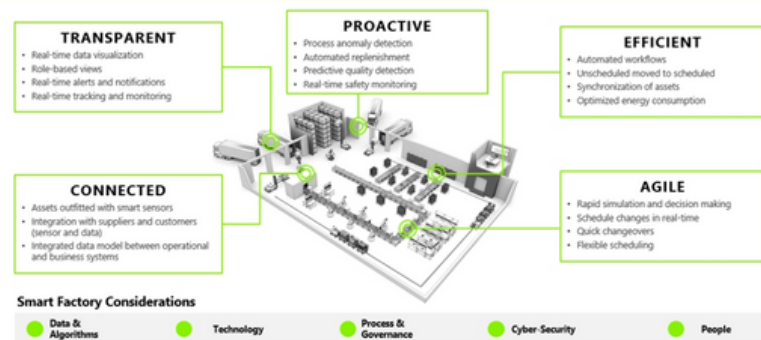 TRANSPARENT
Real-time data visualization
Role-based views
Real-time alerts and notifications
Real-time tracking and monitoring
PROACTIVE
Process anomaly detection
Automated replenishment
Predictive quality detection
Real-time safety monitoring
EFFICIENT
Automated workflows
Unscheduled moved to scheduled
Synchronization of assets
Optimized energy consumption
CONNECTED
Assets outfitted with smart sensors
Integration with suppliers and customers
(sensor and data)
Integrated data model between operational
and business systems
AGILE
Rapid simulation and decision making
Schedule changes in real-time
Quick changeovers
Flexible scheduling
Smart Factory Considerations
Data &
Algorithms
Technology
Process &
Governance
Cyber-Security
People